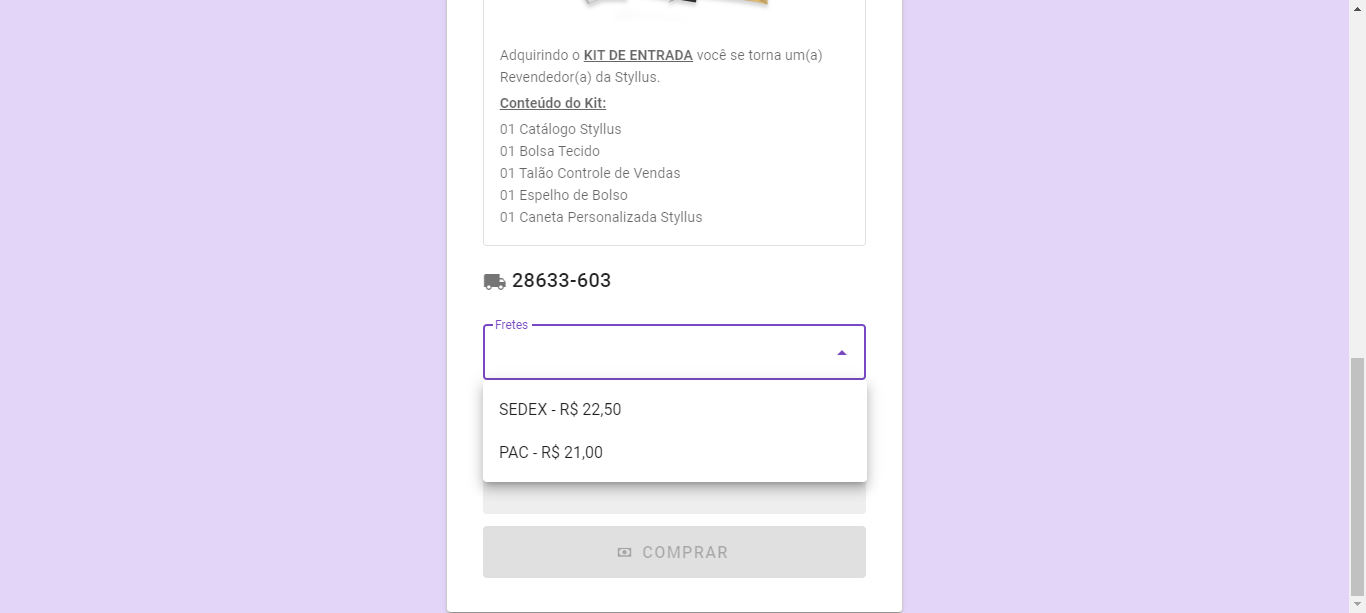 Adquirindo o KIT DE ENTRADA você se torna um(a)
Revendedor(a) da Styllus.
Conteúdo do Kit:
01 Catálogo Styllus
01 Bolsa Tecido
01 Talão Controle de Vendas
01 Espelho de Bolso
01 Caneta Personalizada Styllus
28633-603
Fretes
SEDEX - R$ 22,50
PAC - R$ 21,00
COMPRAR